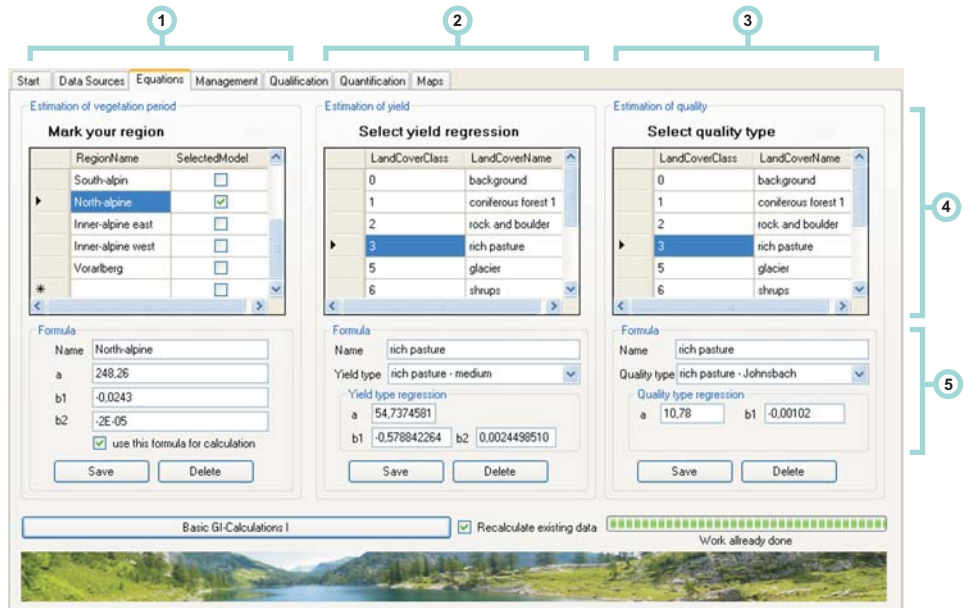 1 2 3
Start Data Sources Equations Management Qualification Quantification Maps
Estimation of vegetation period
Mark your region
RegionName SelectedModel
South-alpin
North-alpine
Inner-alpine east
Inner-alpine west
Vorarlberg
Formula
Name North-alpine
a 248,26
b1 -0,0243
b2 -2E-05
use this formula for calculation
Save Delete
Estimation of yield
Select yield regression
LandCoverClass LandCoverName
0 background
1 coniferous forest 1
2 rock and boulder
3 rich pasture
5 glacier
6 shrups
Formula
Name rich pasture
Yield type rich pasture - medium
Yield type regression
a 54,7374581
b1 -0,578842264 b2 0,0024498510
Save Delete
Estimation of quality
Select quality type
LandCoverClass LandCoverName
0 background
1 coniferous forest 1
2 rock and boulder
3 rich pasture
5 glacier
6 shrups
Formula
Name rich pasture
Quality type rich pasture - Johnsbach
Quality type regression
a 10,78 b1 -0,00102
Save Delete
4
5
Basic GI-Calculations I
Recalculate existing data
Work allready done